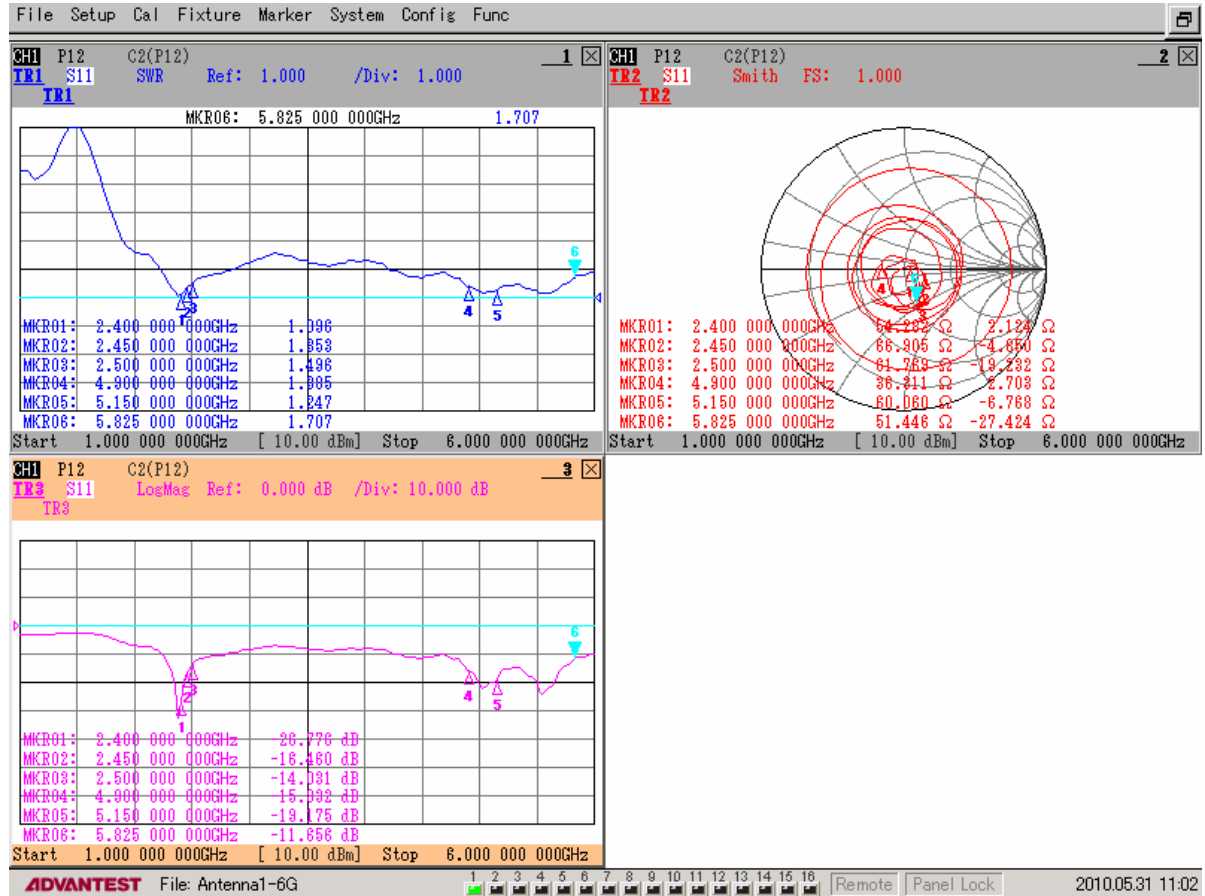 File Setup Cal Fixture Marker System Config Func
CH1 P12 C2(P12) 1
TR1 S11 SWR Ref: 1.000 /Div: 1.000
TR1
MKR06: 5.825 000 000GHz 1.707
6
1
2
3
4
5
MKR01: 2.400 000 000GHz 1.096
MKR02: 2.450 000 000GHz 1.353
MKR03: 2.500 000 000GHz 1.496
MKR04: 4.900 000 000GHz
MKR05: 5.150 000 000GHz 1.247
MKR06: 5.825 000 000GHz 1.707
Start 1.000 000 000GHz [ 10.00 dBm] Stop 6.000 000 000GHz
CH1 P12 C2(P12) 2
TR2 S11 Smith FS: 1.000
TR2
4
MKR01: 2.400 000 000GHz 54.282 Ω 2.124 Ω
MKR02: 2.450 000 000GHz 66.905 Ω -4.650 Ω
MKR03: 2.500 000 000GHz 61.769 Ω -19.232 Ω
MKR04: 4.900 000 000GHz Ω Ω
MKR05: 5.150 000 000GHz 60.060 Ω -6.768 Ω
MKR06: 5.825 000 000GHz 51.446 Ω -27.424 Ω
Start 1.000 000 000GHz [ 10.00 dBm] Stop 6.000 000 000GHz
CH1 P12 C2(P12) 3
TR3 S11 LogMag Ref: 0.000 dB /Div: 10.000 dB
TR3
6
2
3
4
5
1
MKR01: 2.400 000 000GHz -26.776 dB
MKR02: 2.450 000 000GHz -16.460 dB
MKR03: 2.500 000 000GHz -14.031 dB
MKR04: 4.900 000 000GHz dB
MKR05: 5.150 000 000GHz -19.175 dB
MKR06: 5.825 000 000GHz -11.656 dB
Start 1.000 000 000GHz [ 10.00 dBm] Stop 6.000 000 000GHz
ADVANTEST File: Antenna1-6G 1 2 3 4 5 6 7 8 9 10 11 12 13 14 15 16 Remote Panel Lock 2010.05.31 11:02